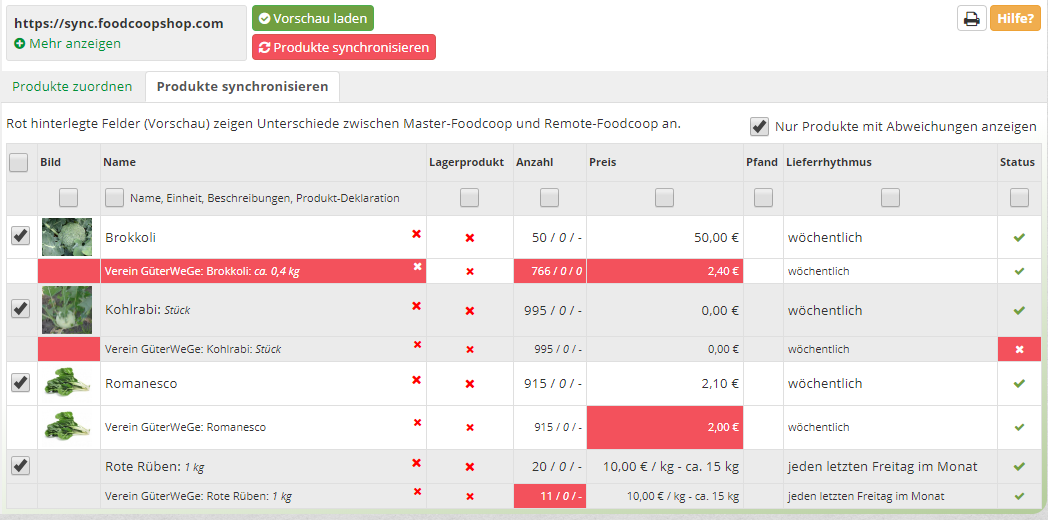 https://sync.foodcoopshop.com
Mehr anzeigen
Vorschau laden
Produkte synchronisieren
Hilfe?
Produkte zuordnen
Produkte synchronisieren
Rot hinterlegte Felder (Vorschau) zeigen Unterschiede zwischen Master-Foodcoop und Remote-Foodcoop an.
Nur Produkte mit Abweichungen anzeigen
Bild Name Lagerprodukt Anzahl Preis Pfand Lieferrhythmus Status
Name, Einheit, Beschreibungen, Produkt-Deklaration
Brokkoli 50 / 0 / - 50,00 € wöchentlich
Verein GüterWeGe: Brokkoli: ca. 0,4 kg 766 / 0 / 0 2,40 € wöchentlich
Kohlrabi: Stück 995 / 0 / - 0,00 € wöchentlich
Verein GüterWeGe: Kohlrabi: Stück 995 / 0 / - 0,00 € wöchentlich
Romanesco 915 / 0 / - 2,10 € wöchentlich
Verein GüterWeGe: Romanesco 915 / 0 / - 2,00 € wöchentlich
Rote Rüben: 1 kg 20 / 0 / - 10,00 € / kg - ca. 15 kg jeden letzten Freitag im Monat
Verein GüterWeGe: Rote Rüben: 1 kg 11 / 0 / - 10,00 € / kg - ca. 15 kg jeden letzten Freitag im Monat